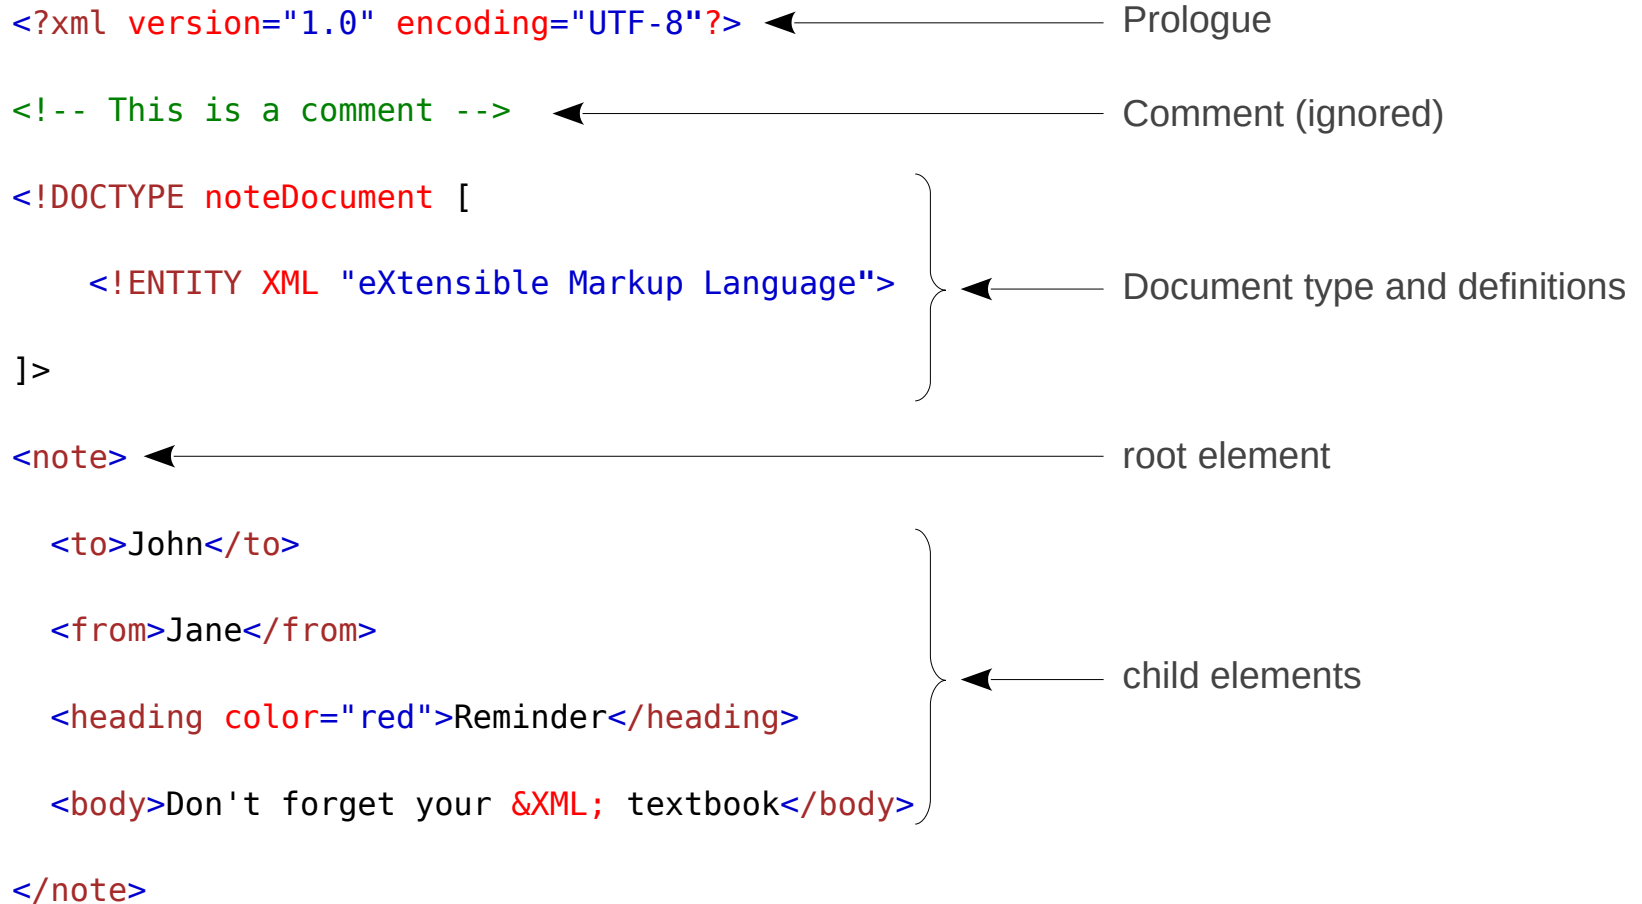 <?xml version="1.0" encoding="UTF-8"?> Prologue
<!-- This is a comment --> Comment (ignored)
<!DOCTYPE noteDocument [
<!ENTITY XML "eXtensible Markup Language"> Document type and definitions
]>
<note> root element
<to>John</to>
<from>Jane</from>
child elements
<heading color="red">Reminder</heading>
<body>Don't forget your &XML; textbook</body>
</note>